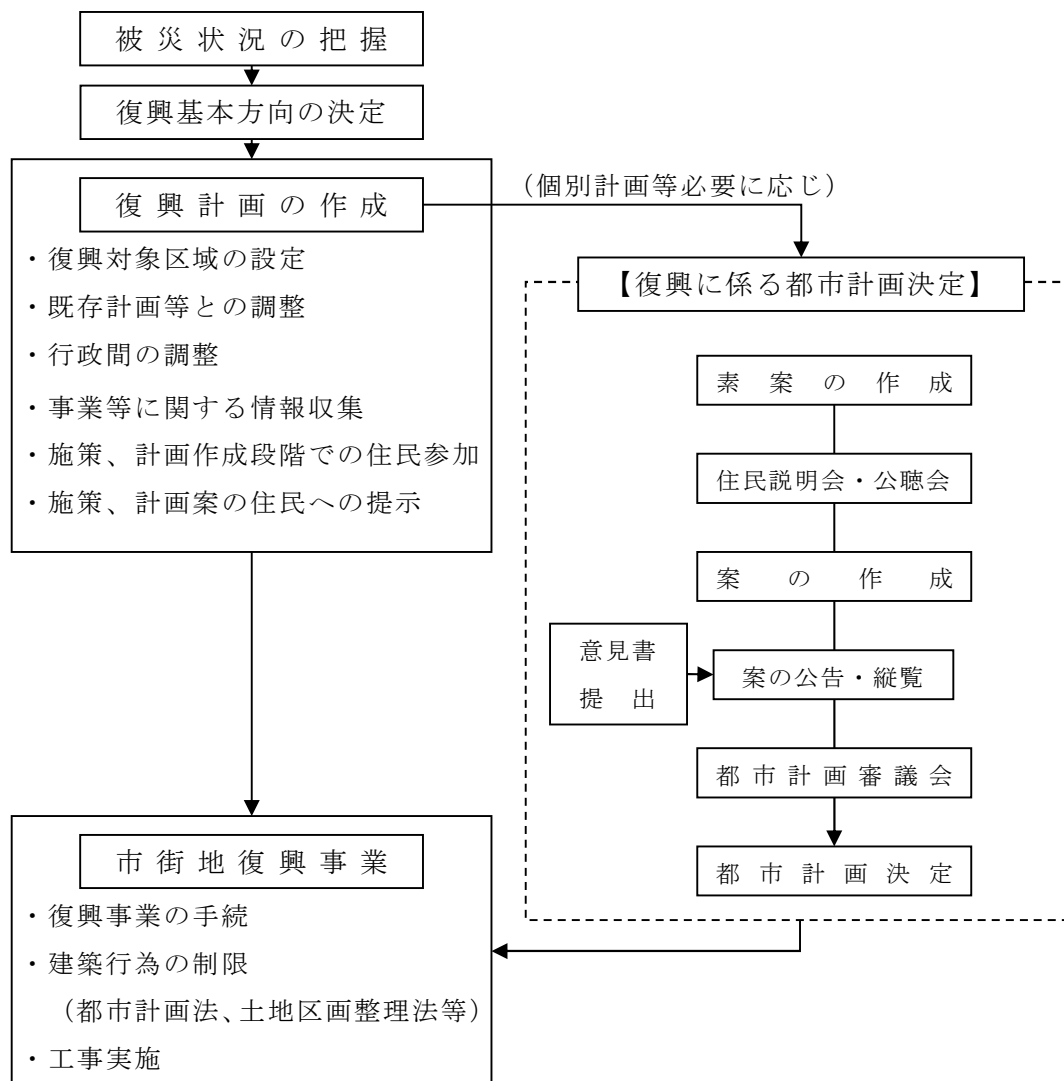 被災状況の把握
復興基本方向の決定
復興計画の作成
・復興対象区域の設定
・既存計画等との調整
・行政間の調整
・事業等に関する情報収集
・施策、計画作成段階での住民参加
・施策、計画案の住民への提示
(個別計画等必要に応じ)
【復興に係る都市計画決定】
素案の作成
住民説明会・公聴会
案の作成
意見書
提出
案の公告・縦覧
都市計画審議会
都市計画決定
市街地復興事業
・復興事業の手続
・建築行為の制限
(都市計画法、土地区画整理法等)
・工事実施